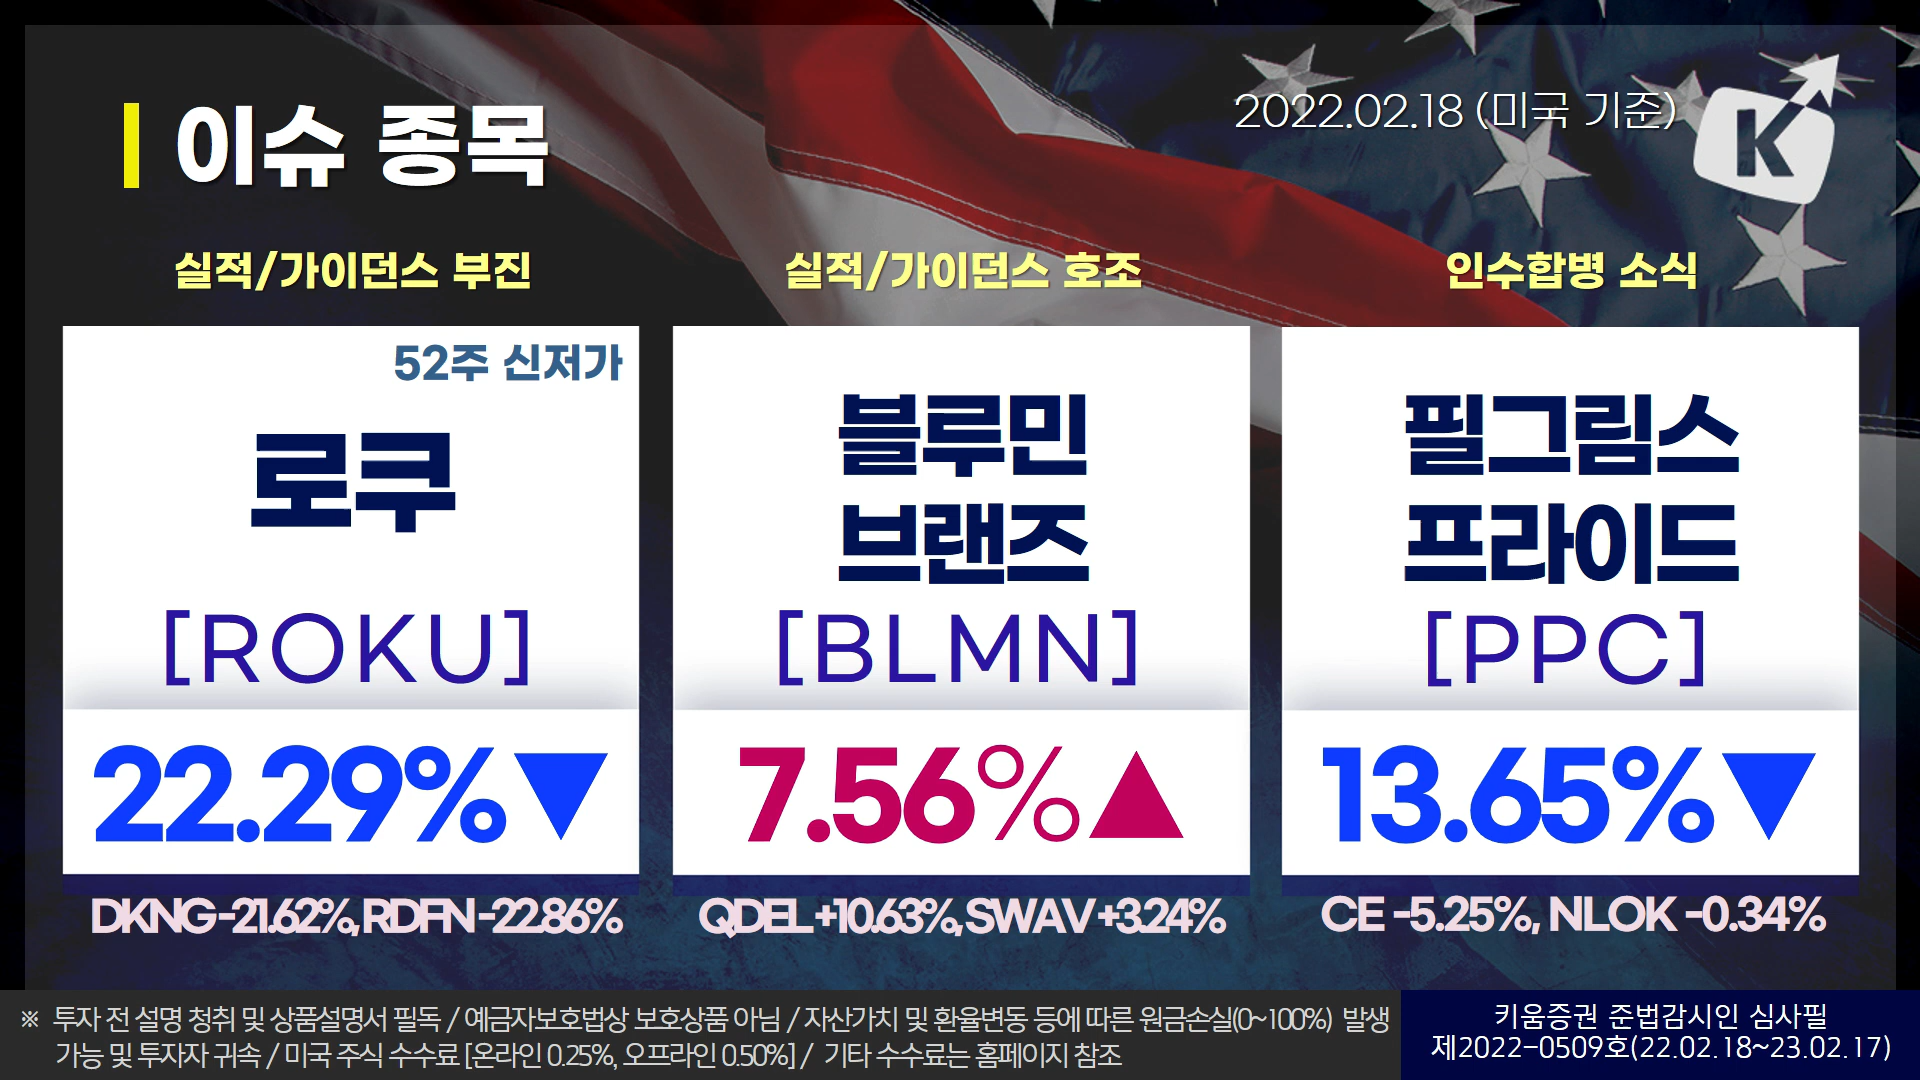 이슈 종목
2022.02.18 (미국 기준)
K
실적/가이던스 부진
52주 신저가
로쿠
[ROKU]
22.29%▼
DKNG -21.62%, RDFN -22.86%
실적/가이던스 호조
블루민
브랜즈
[BLMN]
7.56%▲
QDEL +10.63%, SWAV +3.24%
인수합병 소식
필그림스
프라이드
[PPC]
13.65%▼
CE -5.25%, NLOK -0.34%
※ 투자 전 설명 청취 및 상품설명서 필독 / 예금자보호법상 보호상품 아님 / 자산가치 및 환율변동 등에 따른 원금손실(0~100%) 발생
가능 및 투자자 귀속 / 미국 주식 수수료 [온라인 0.25%, 오프라인 0.50%] / 기타 수수료는 홈페이지 참조
키움증권 준법감시인 심사필
제2022-0509호(22.02.18~23.02.17)